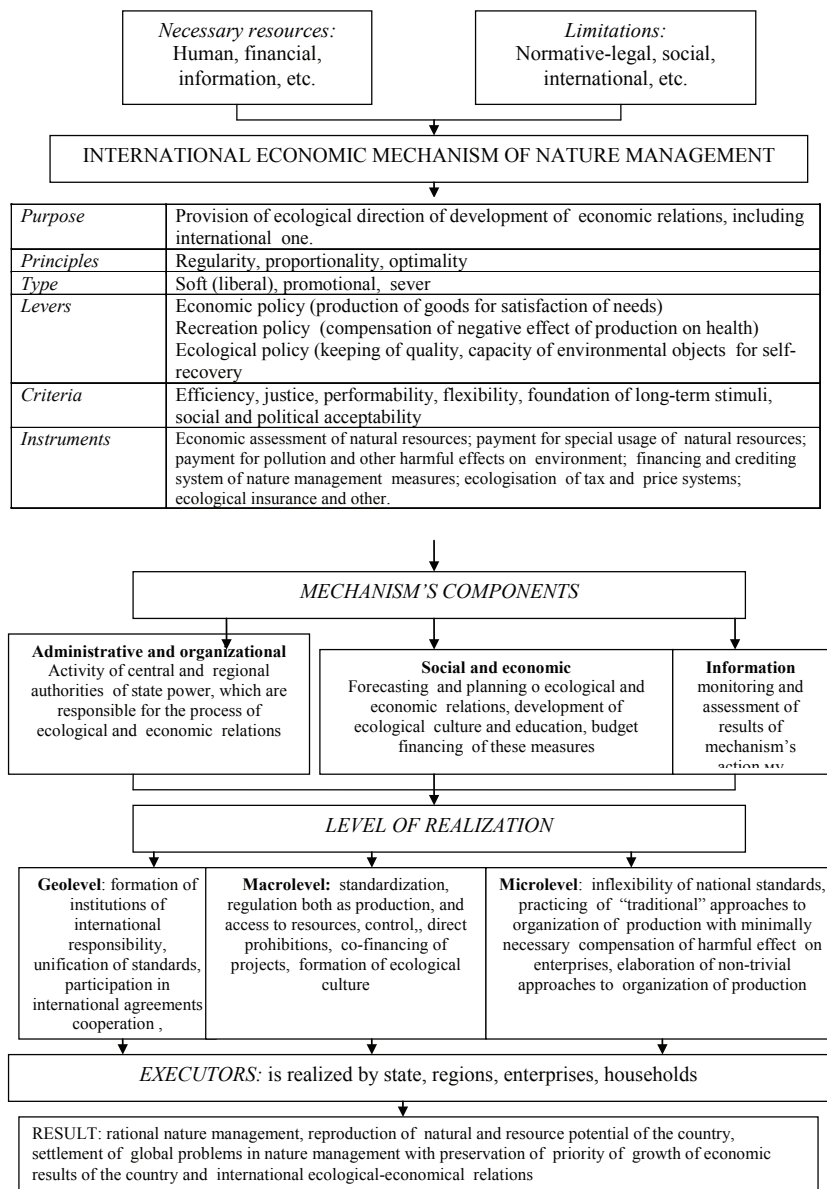 Necessary resources:
Human, financial,
information, etc.
Limitations:
Normative-legal, social,
international, etc.
INTERNATIONAL ECONOMIC MECHANISM OF NATURE MANAGEMENT
Purpose
Provision of ecological direction of development of economic relations, including
international one.
Principles
Regularity, proportionality, optimality
Type
Soft (liberal), promotional, sever
Levers
Economic policy (production of goods for satisfaction of needs)
Recreation policy (compensation of negative effect of production on health)
Ecological policy (keeping of quality, capacity of environmental objects for self-
recovery
Criteria
Efficiency, justice, performability, flexibility, foundation of long-term stimuli,
social and political acceptability
Instruments
Economic assessment of natural resources; payment for special usage of natural resources;
payment for pollution and other harmful effects on environment; financing and crediting
system of nature management measures; ecologisation of tax and price systems;
ecological insurance and other.
MECHANISM'S COMPONENTS
Administrative and organizational
Activity of central and regional
authorities of state power, which are
responsible for the process of
ecological and economic relations
Social and economic
Forecasting and planning o ecological and
economic relations, development of
ecological culture and education, budget
financing of these measures
Information
monitoring and
assessment of
results of
mechanism's
action
LEVEL OF REALIZATION
Geolevel: formation of
institutions of
international
responsibility,
unification of standards,
participation in
international agreements
cooperation ,
Macrolevel: standardization,
regulation both as production, and
access to resources, control,, direct
prohibitions, co-financing of
projects, formation of ecological
culture
Microlevel: inflexibility of national standards,
practicing of “traditional” approaches to
organization of production with minimally
necessary compensation of harmful effect on
enterprises, elaboration of non-trivial
approaches to organization of production
EXECUTORS: is realized by state, regions, enterprises, households
RESULT: rational nature management, reproduction of natural and resource potential of the country,
settlement of global problems in nature management with preservation of priority of growth of economic
results of the country and international ecological-economical relations